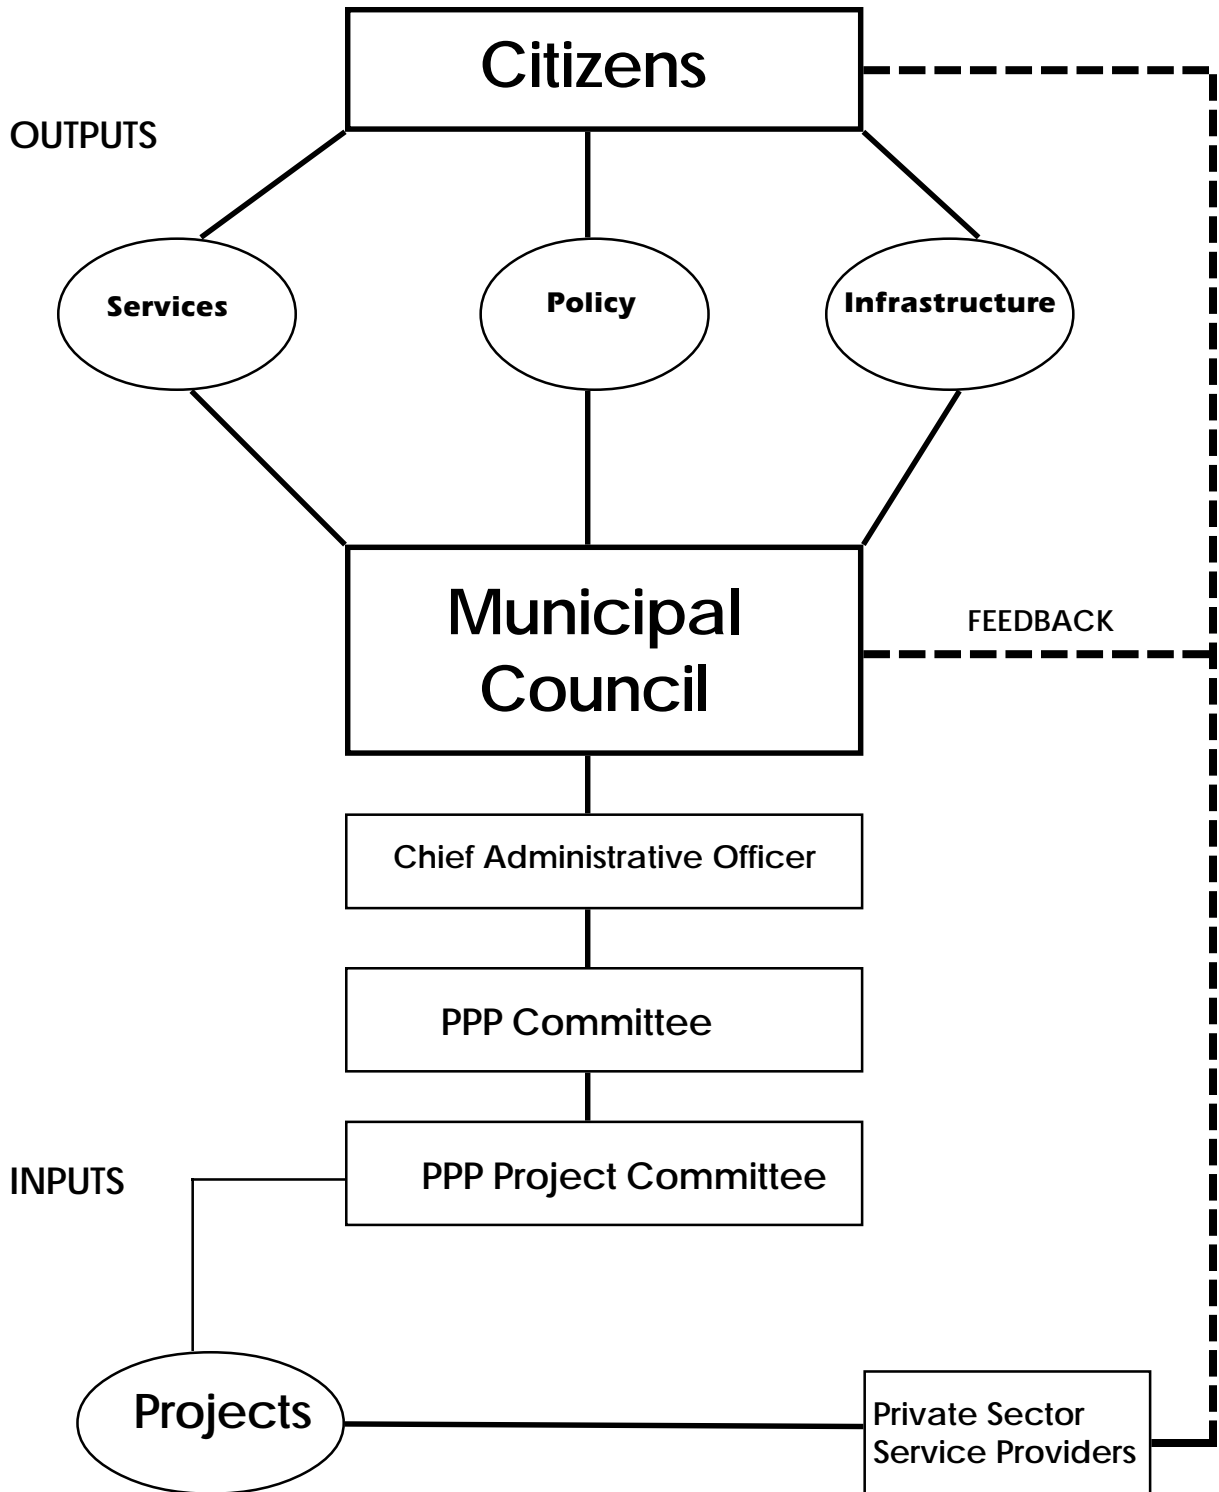 Citizens
OUTPUTS
Services
Policy
Infrastructure
Municipal
Council
FEEDBACK
Chief Administrative Officer
PPP Committee
INPUTS
PPP Project Committee
Projects
Private Sector
Service Providers